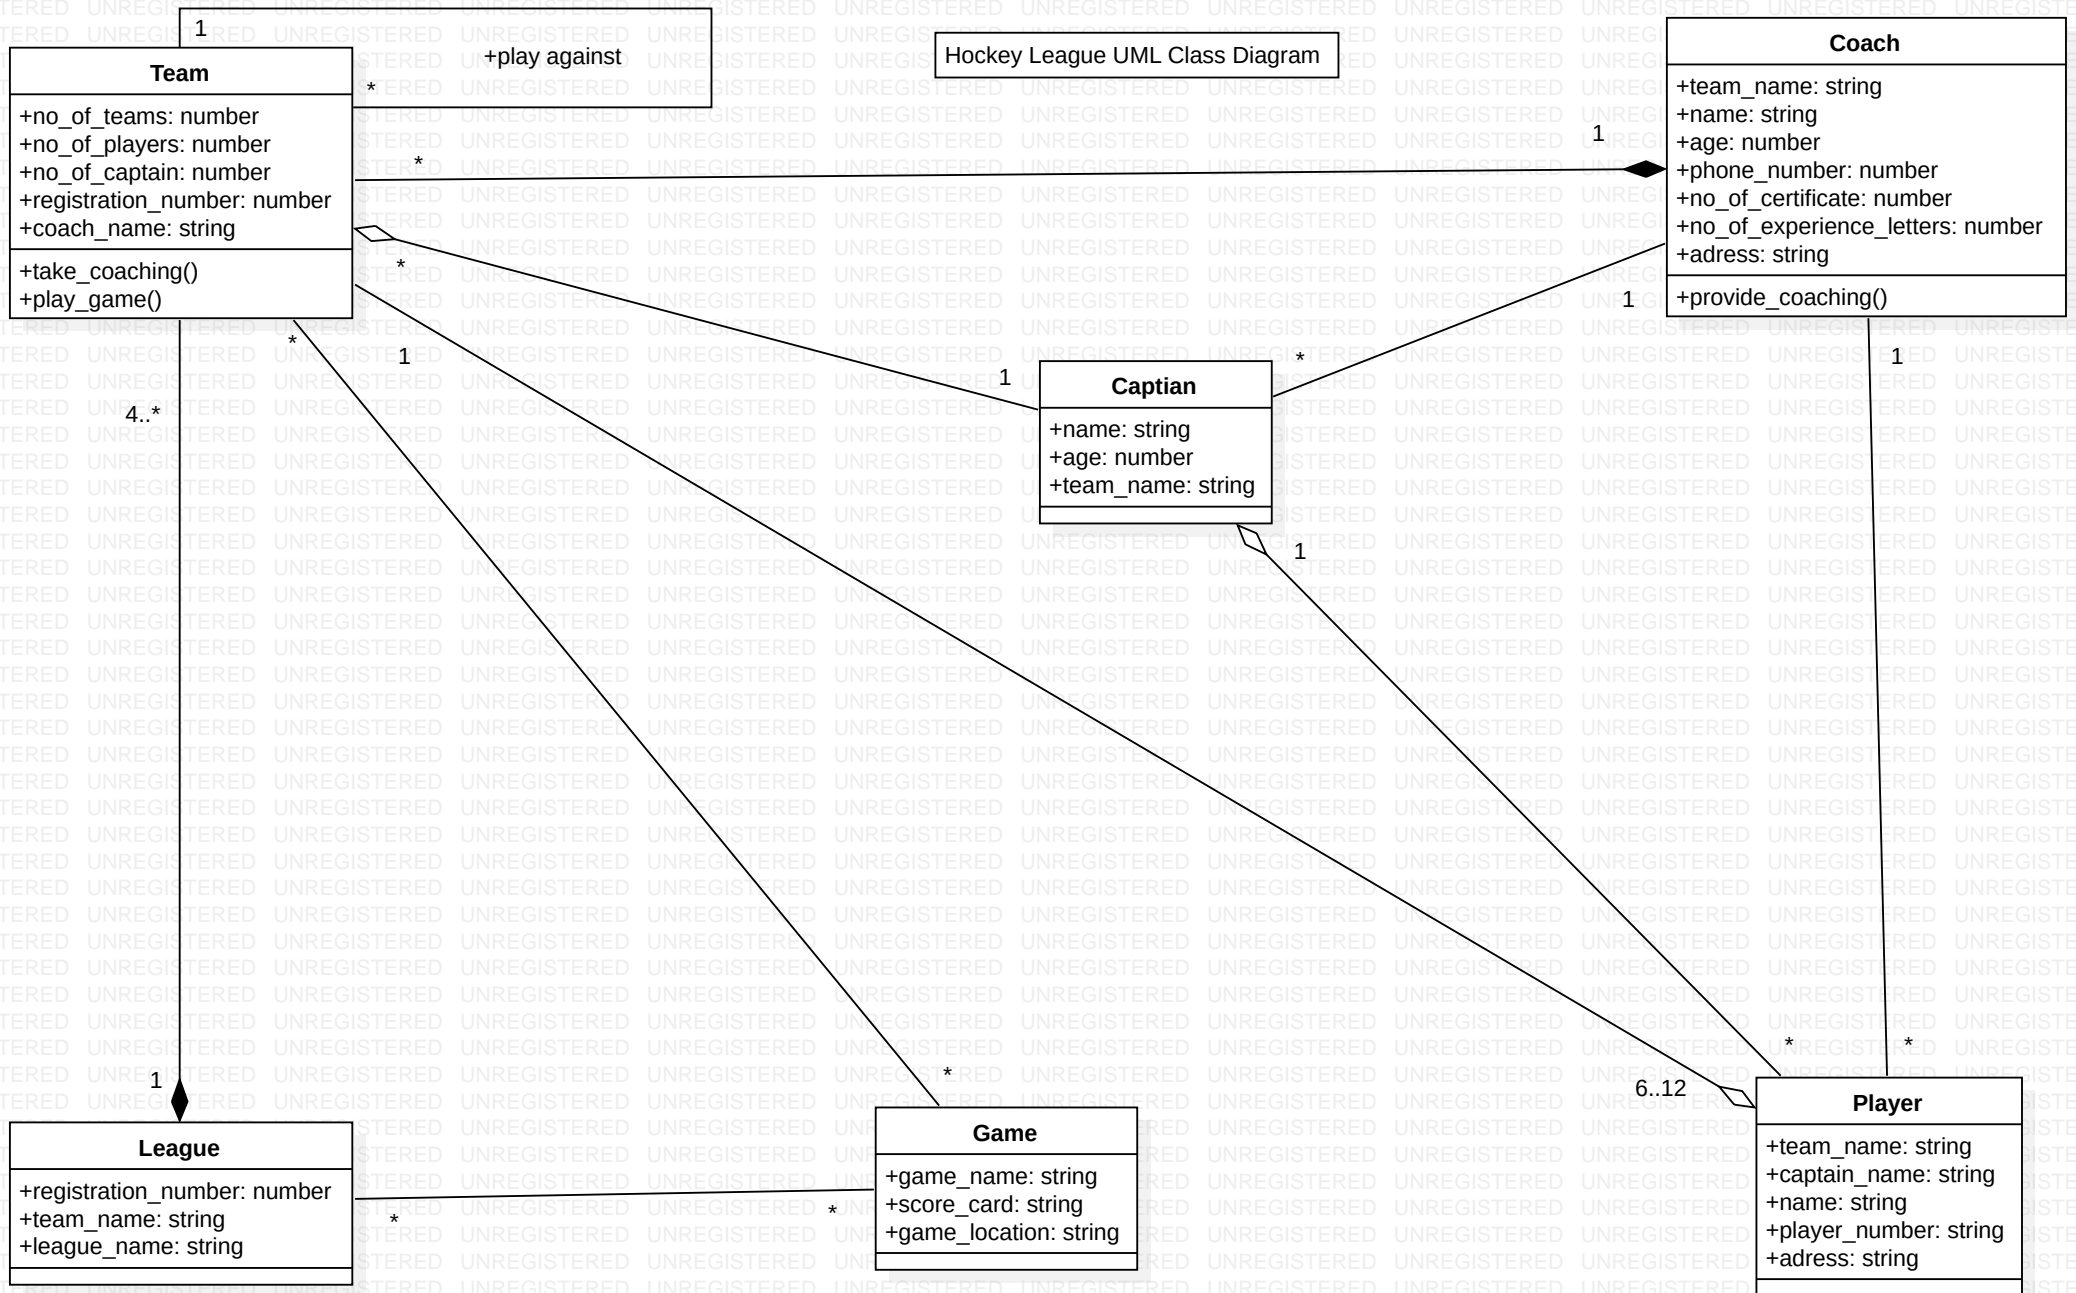 Hockey League UML Class Diagram
1
+play against
*
Team
+no_of_teams: number
+no_of_players: number
+no_of_captain: number
+registration_number: number
+coach_name: string
+take_coaching()
+play_game()
*
1
Coach
+team_name: string
+name: string
+age: number
+phone_number: number
+no_of_certificate: number
+no_of_experience_letters: number
+adress: string
+provide_coaching()
*
1
*
1
1
*
1
4..*
Captian
+name: string
+age: number
+team_name: string
1
*
*
*
6..12
1
League
+registration_number: number
+team_name: string
+league_name: string
*
*
Game
+game_name: string
+score_card: string
+game_location: string
Player
+team_name: string
+captain_name: string
+name: string
+player_number: string
+adress: string
UNREGISTERED